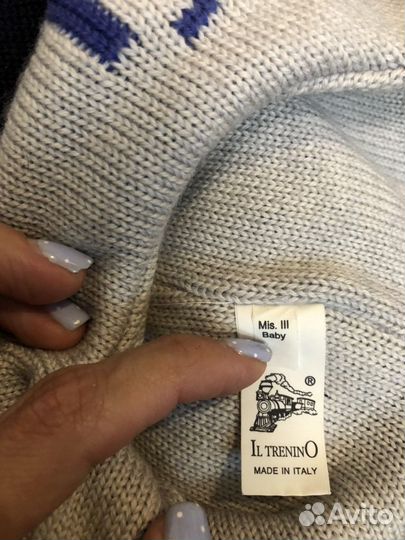 Mis. III
Baby
®
IL TRENINO
MADE IN ITALY
Avito